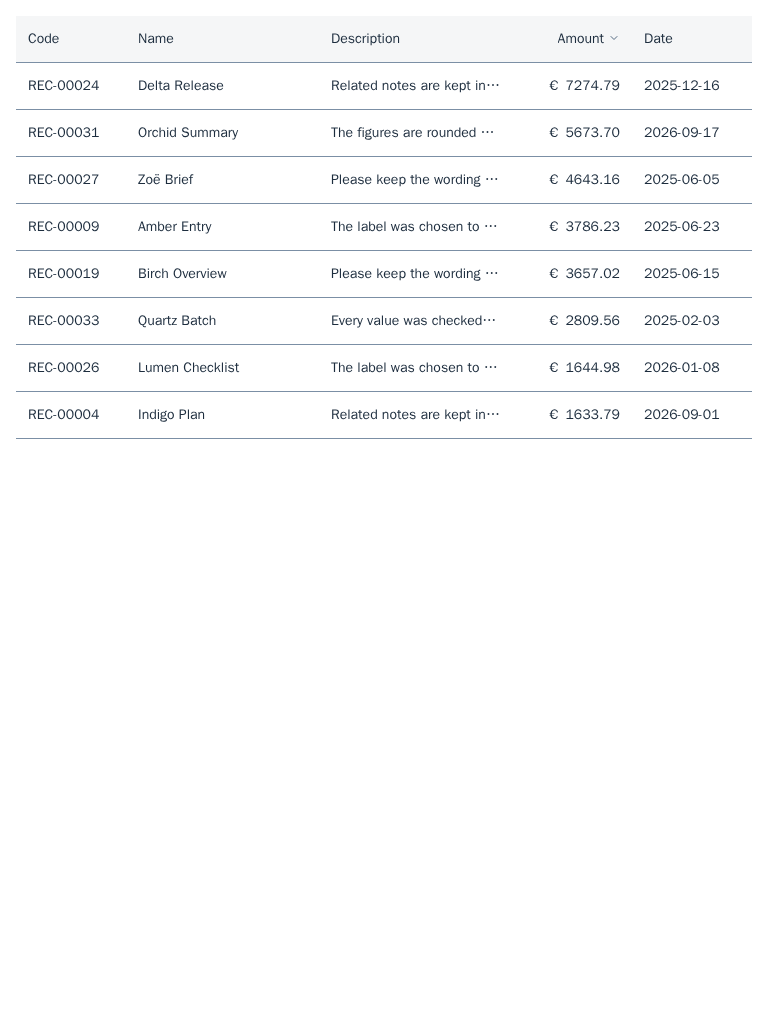 Code Name Description Amount Date
REC-00024 Delta Release Related notes are kept in··· € 7274.79 2025-12-16
REC-00031 Orchid Summary The figures are rounded ··· € 5673.70 2026-09-17
REC-00027 Zoë Brief Please keep the wording ··· € 4643.16 2025-06-05
REC-00009 Amber Entry The label was chosen to ··· € 3786.23 2025-06-23
REC-00019 Birch Overview Please keep the wording ··· € 3657.02 2025-06-15
REC-00033 Quartz Batch Every value was checked··· € 2809.56 2025-02-03
REC-00026 Lumen Checklist The label was chosen to ··· € 1644.98 2026-01-08
REC-00004 Indigo Plan Related notes are kept in··· € 1633.79 2026-09-01